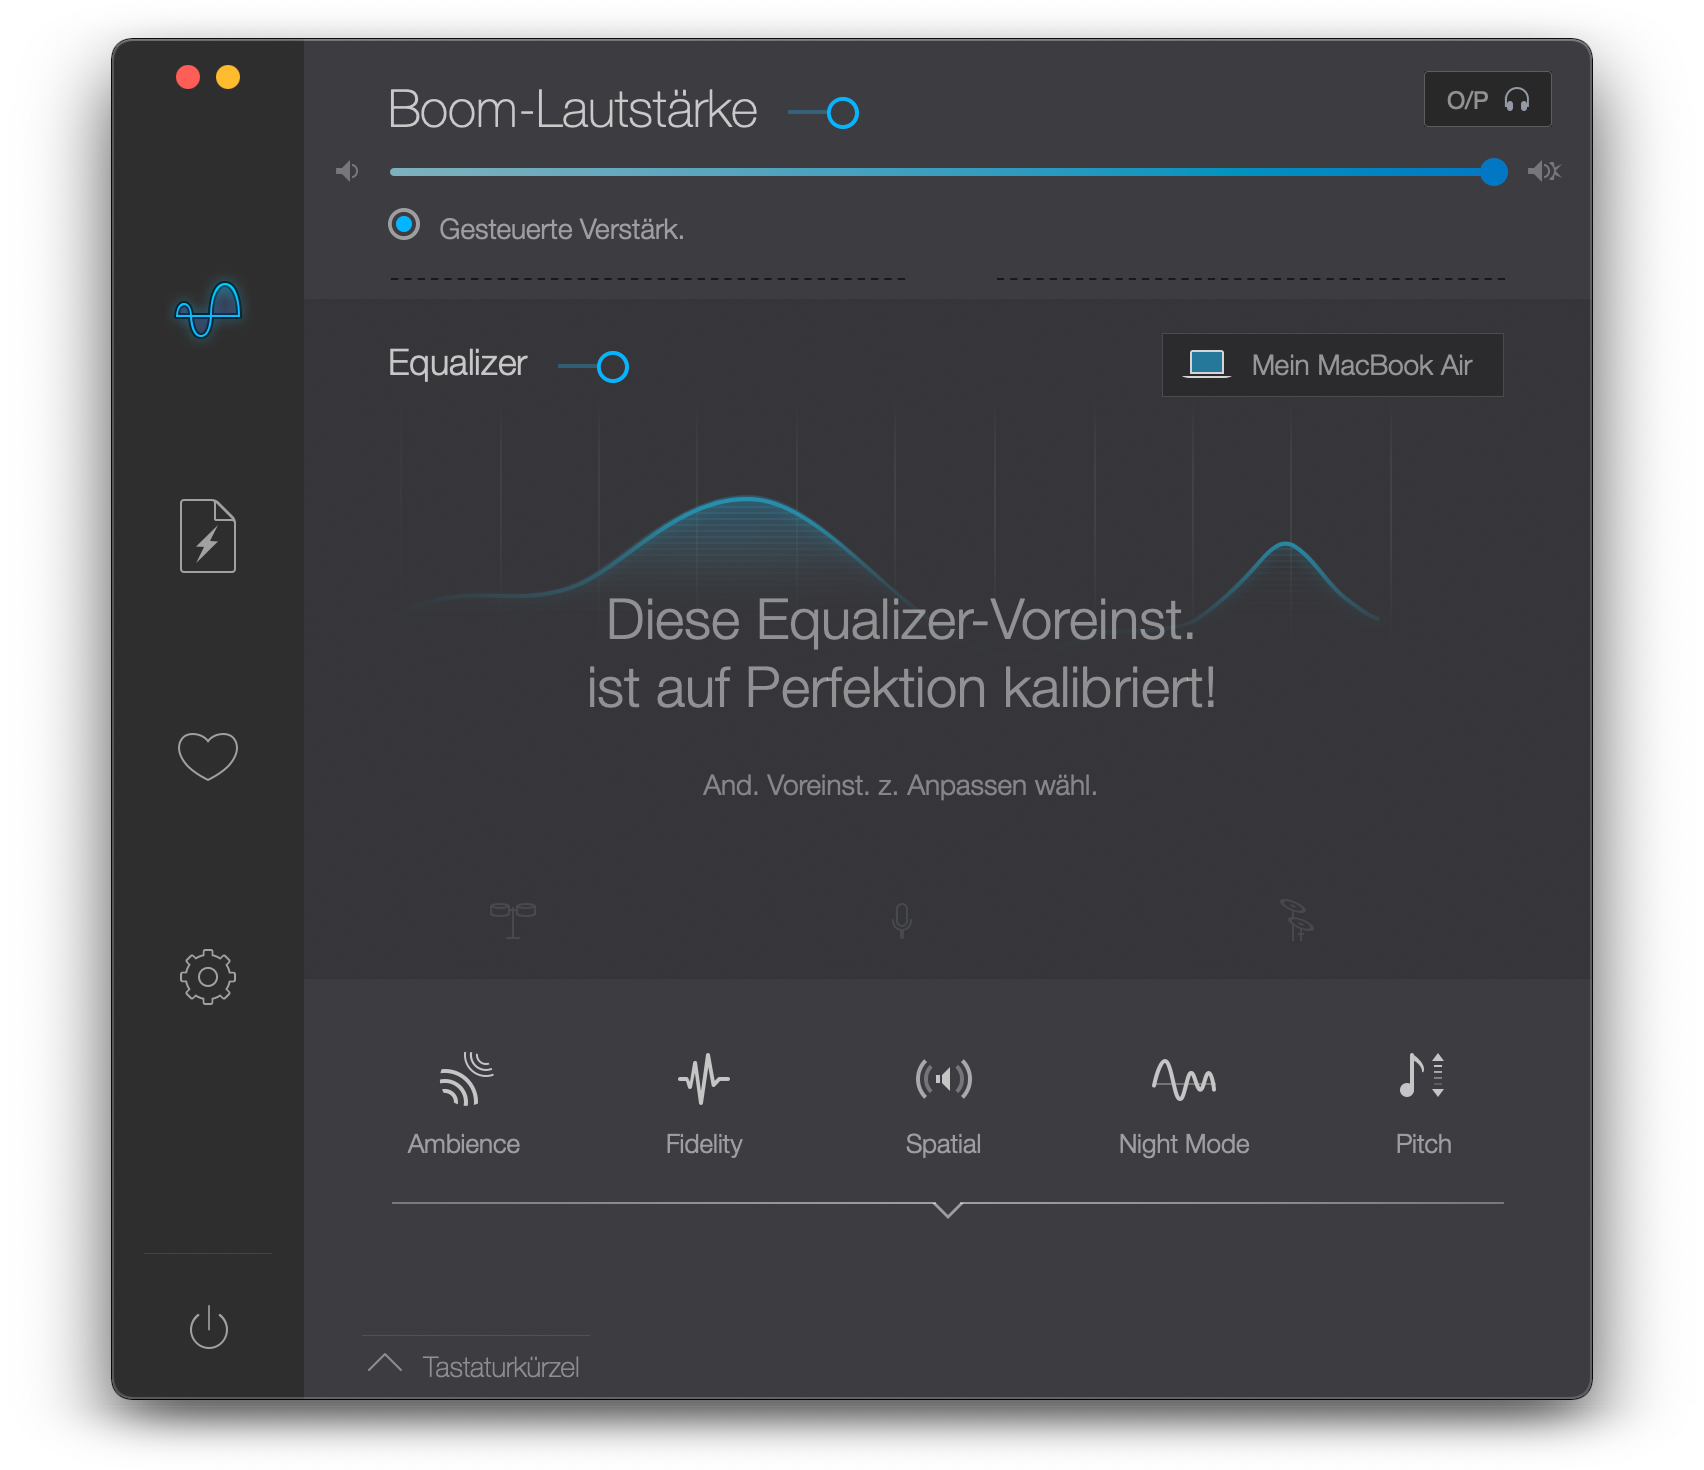 Boom-Lautstärke
O/P
Gesteuerte Verstärk.
Equalizer
Mein MacBook Air
Diese Equalizer-Voreinst.
ist auf Perfektion kalibriert!
And. Voreinst. z. Anpassen wähl.
Ambience
Fidelity
Spatial
Night Mode
Pitch
Tastaturkürzel